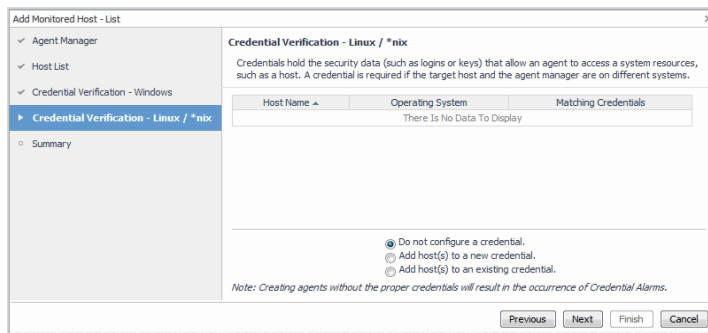 Add Monitored Host - List
Agent Manager
Host List
Credential Verification - Windows
Credential Verification - Linux / *nix
Summary
Credential Verification - Linux / *nix
Credentials hold the security data (such as logins or keys) that allow an agent to access a system resources,
such as a host. A credential is required if the target host and the agent manager are on different systems.
Host Name Operating System Matching Credentials
There Is No Data To Display
Do not configure a credential.
Add host(s) to a new credential.
Add host(s) to an existing credential.
Note: Creating agents without the proper credentials will result in the occurrence of Credential Alarms.
Previous Next Finish Cancel